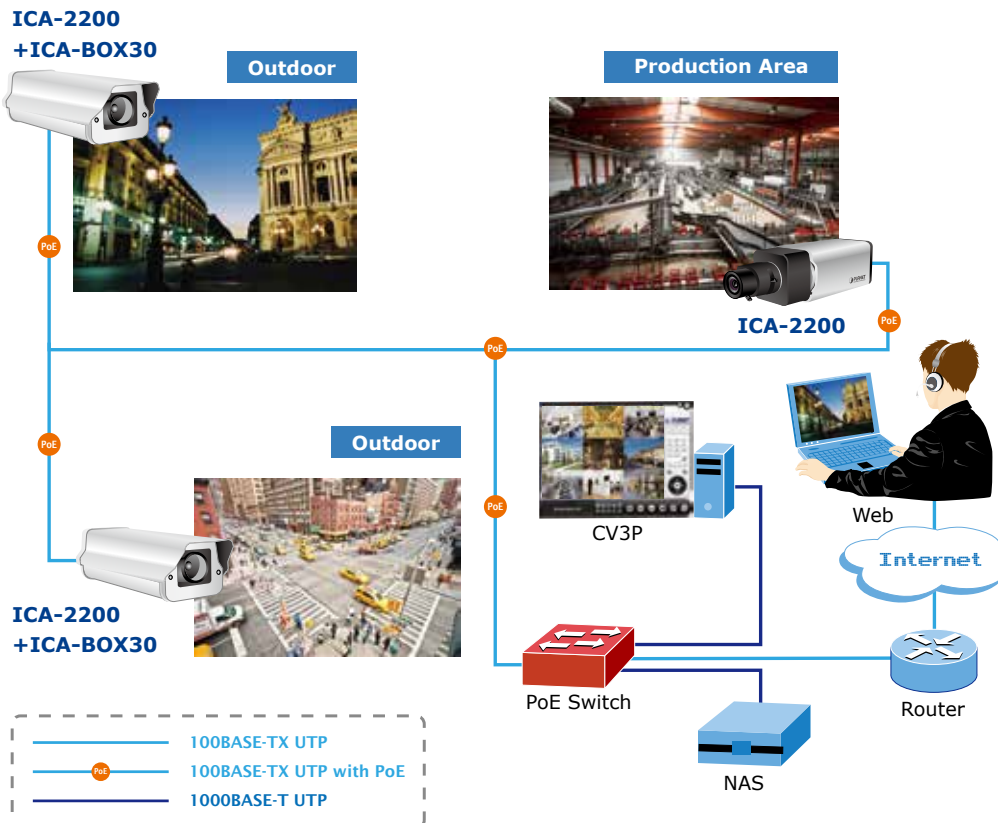 ICA-2200
+ICA-BOX30
Outdoor
Production Area
PoE
PLANET
ICA-2200
PoE
PoE
PoE
Outdoor
PoE
CV3P
Web
Internet
ICA-2200
+ICA-BOX30
PoE Switch
Router
NAS
100BASE-TX UTP
PoE
100BASE-TX UTP with PoE
1000BASE-T UTP